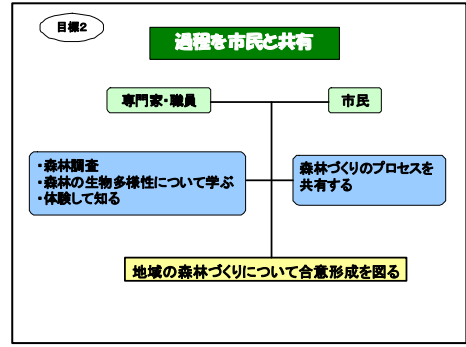 目標2
過程を市民と共有
専門家・職員
市民
・森林調査
・森林の生物多様性について学ぶ
・体験して知る
森林づくりのプロセスを
共有する
地域の森林づくりについて合意形成を図る